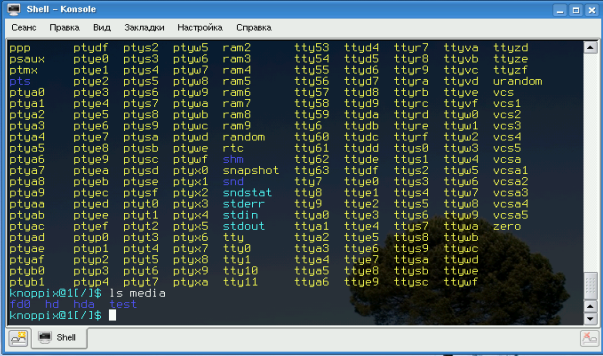 Shell - Konsole
Сеанс Правка Вид Закладки Настройка Справка
ppp ptydf ptys2 ptyw5 ram2 tty53 ttyd4 ttyr7 ttyva ttyzd
psaux ptye0 ptys3 ptyw6 ram3 tty54 ttyd5 ttyr8 ttyvb ttyze
ptmx ptye1 ptys4 ptyw7 ram4 tty55 ttyd6 ttyr9 ttyvc ttyzf
pts ptye2 ptys5 ptyw8 ram5 tty56 ttyd7 ttyra ttyvd urandom
ptya0 ptye3 ptys6 ptyw9 ram6 tty57 ttyd8 ttyrb ttyve vcs
ptya1 ptye4 ptys7 ptywa ram7 tty58 ttyd9 ttyrc ttyvf vcs1
ptya2 ptye5 ptys8 ptywb ram8 tty59 ttyda ttyrd ttyw0 vcs2
ptya3 ptye6 ptys9 ptywc ram9 tty6 ttydb ttyre ttyw1 vcs3
ptya4 ptye7 ptysa ptywd random tty60 ttydc ttyrf ttyw2 vcs4
ptya5 ptye8 ptysb ptywe rtc tty61 ttydd ttys0 ttyw3 vcs5
ptya6 ptye9 ptysc ptywf shm tty62 ttyde ttys1 ttyw4 vcsa
ptya7 ptyea ptysd ptyx0 snapshot tty63 ttydf ttys2 ttyw5 vcsa1
ptya8 ptyeb ptyse ptyx1 snd tty7 ttye0 ttys3 ttyw6 vcsa2
ptya9 ptyec ptysf ptyx2 sndstat tty8 ttye1 ttys4 ttyw7 vcsa3
ptyaa ptyed ptyt0 ptyx3 stderr tty9 ttye2 ttys5 ttyw8 vcsa4
ptyab ptyee ptyt1 ptyx4 stdin ttya0 ttye3 ttys6 ttyw9 vcsa5
ptyac ptyef ptyt2 ptyx5 stdout ttya1 ttye4 ttys7 ttywa zero
ptyad ptyp0 ptyt3 ptyx6 tty ttya2 ttye5 ttys8 ttywb
ptyae ptyp1 ptyt4 ptyx7 tty0 ttya3 ttye6 ttys9 ttywc
ptyaf ptyp2 ptyt5 ptyx8 tty1 ttya4 ttye7 ttysa ttywd
ptyb0 ptyp3 ptyt6 ptyx9 tty10 ttya5 ttye8 ttysb ttywe
ptyb1 ptyp4 ptyt7 ptyxa tty11 ttya6 ttye9 ttysc ttywf
knoppix@1[/]$ ls media
fd0 hd hda test
knoppix@1[/]$
Shell